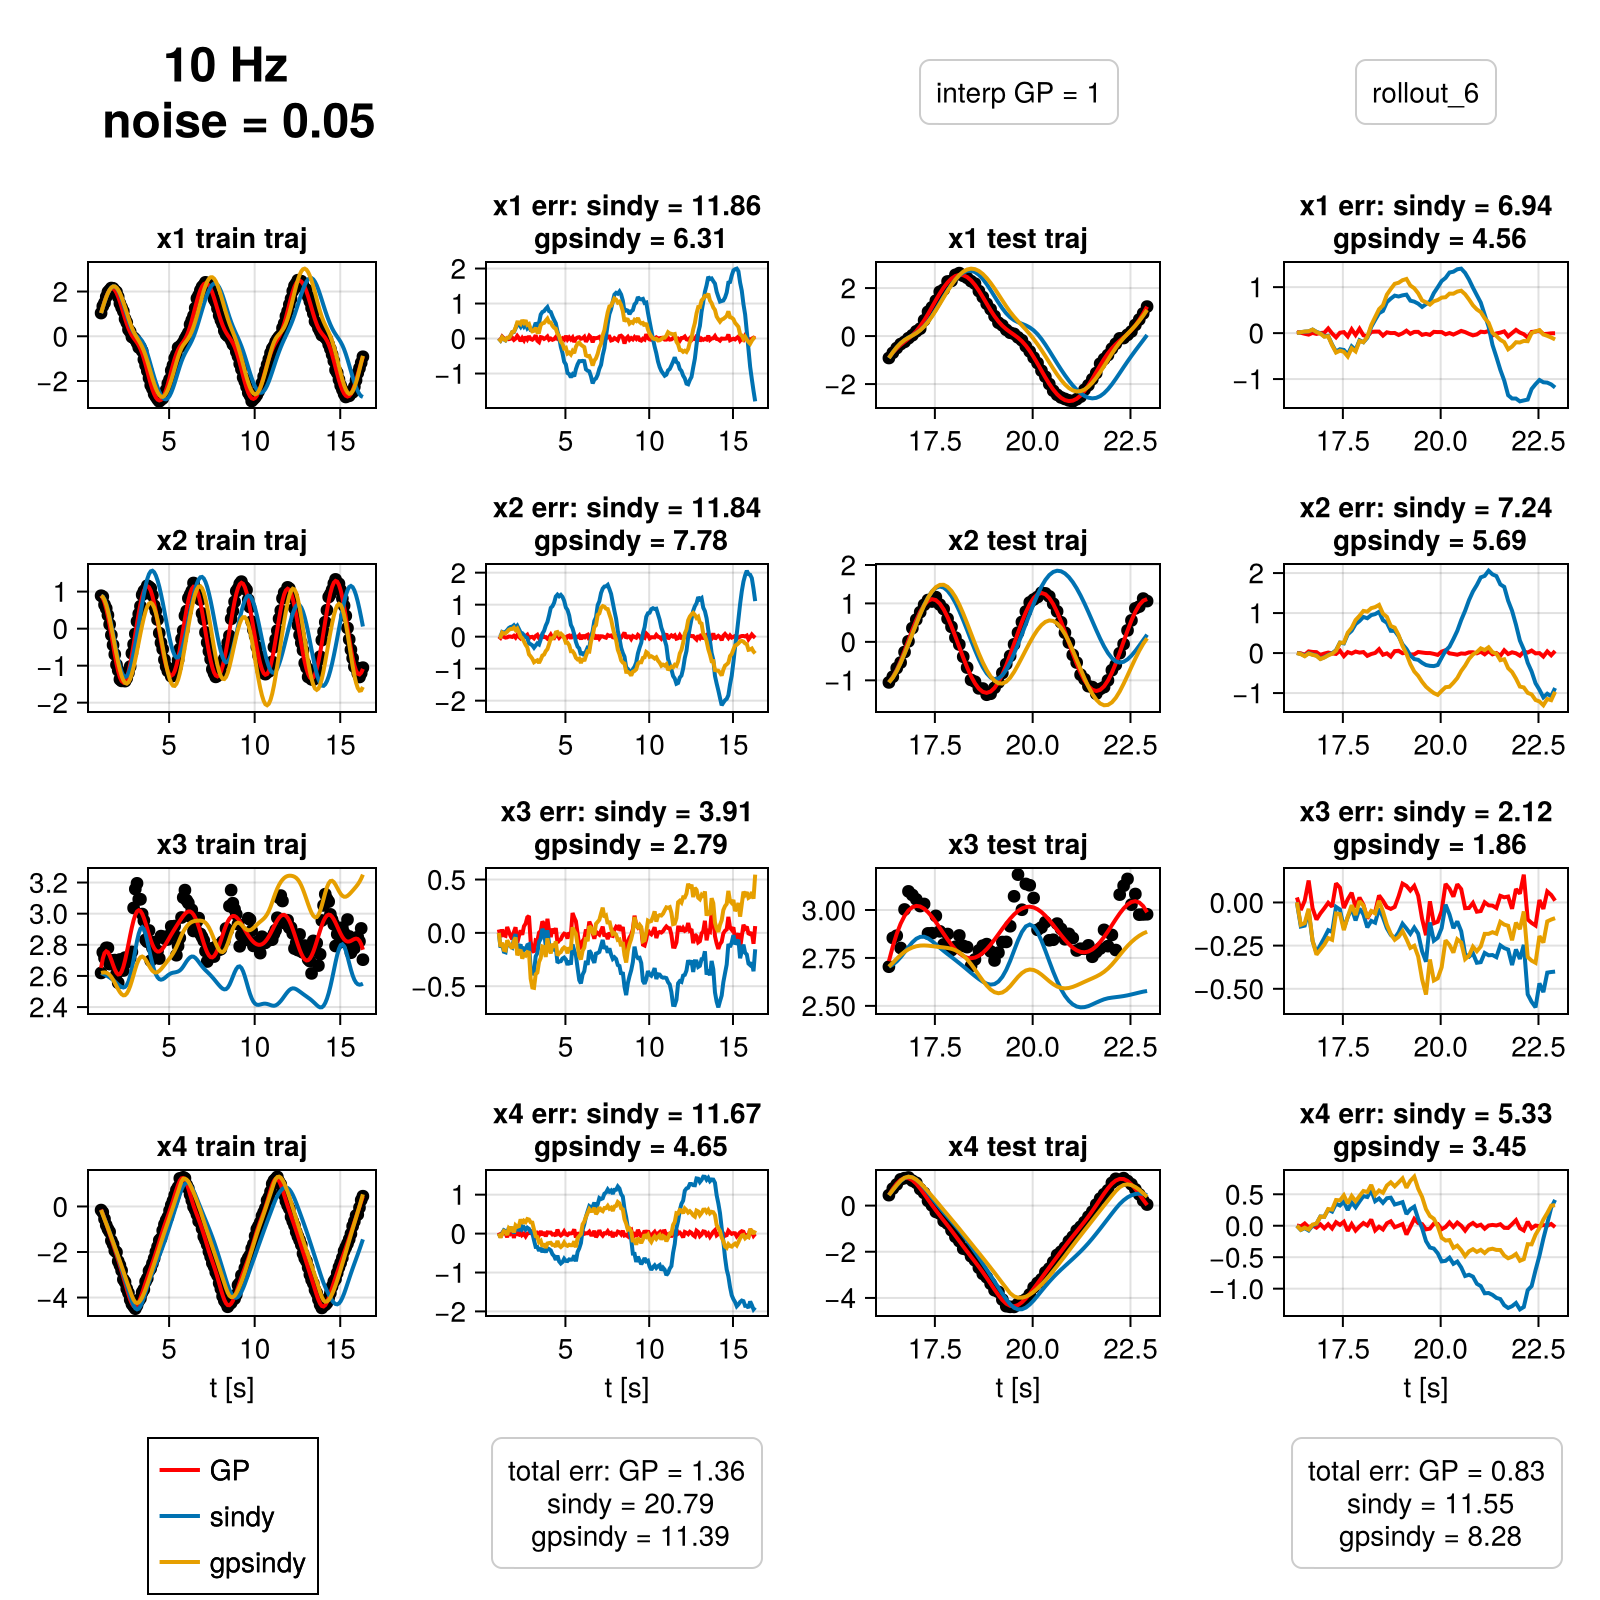 10 Hz
noise = 0.05
interp GP = 1
rollout_6
x1 train traj
2
0
−2
5
10
15
x1 err: sindy = 11.86
gpsindy = 6.31
2
1
0
−1
5
10
15
x1 test traj
2
0
−2
17.5
20.0
22.5
x1 err: sindy = 6.94
gpsindy = 4.56
1
0
−1
17.5
20.0
22.5
x2 train traj
1
0
−1
−2
5
10
15
x2 err: sindy = 11.84
gpsindy = 7.78
2
1
0
−1
−2
5
10
15
x2 test traj
2
1
0
−1
17.5
20.0
22.5
x2 err: sindy = 7.24
gpsindy = 5.69
2
1
0
−1
17.5
20.0
22.5
x3 train traj
3.2
3.0
2.8
2.6
2.4
5
10
15
x3 err: sindy = 3.91
gpsindy = 2.79
0.5
0.0
−0.5
5
10
15
x3 test traj
3.00
2.75
2.50
17.5
20.0
22.5
x3 err: sindy = 2.12
gpsindy = 1.86
0.00
−0.25
−0.50
17.5
20.0
22.5
x4 train traj
0
−2
−4
5
10
15
t [s]
x4 err: sindy = 11.67
gpsindy = 4.65
1
0
−1
−2
5
10
15
t [s]
x4 test traj
0
−2
−4
17.5
20.0
22.5
t [s]
x4 err: sindy = 5.33
gpsindy = 3.45
0.5
0.0
−0.5
−1.0
17.5
20.0
22.5
t [s]
GP
sindy
gpsindy
total err: GP = 1.36
sindy = 20.79
gpsindy = 11.39
total err: GP = 0.83
sindy = 11.55
gpsindy = 8.28